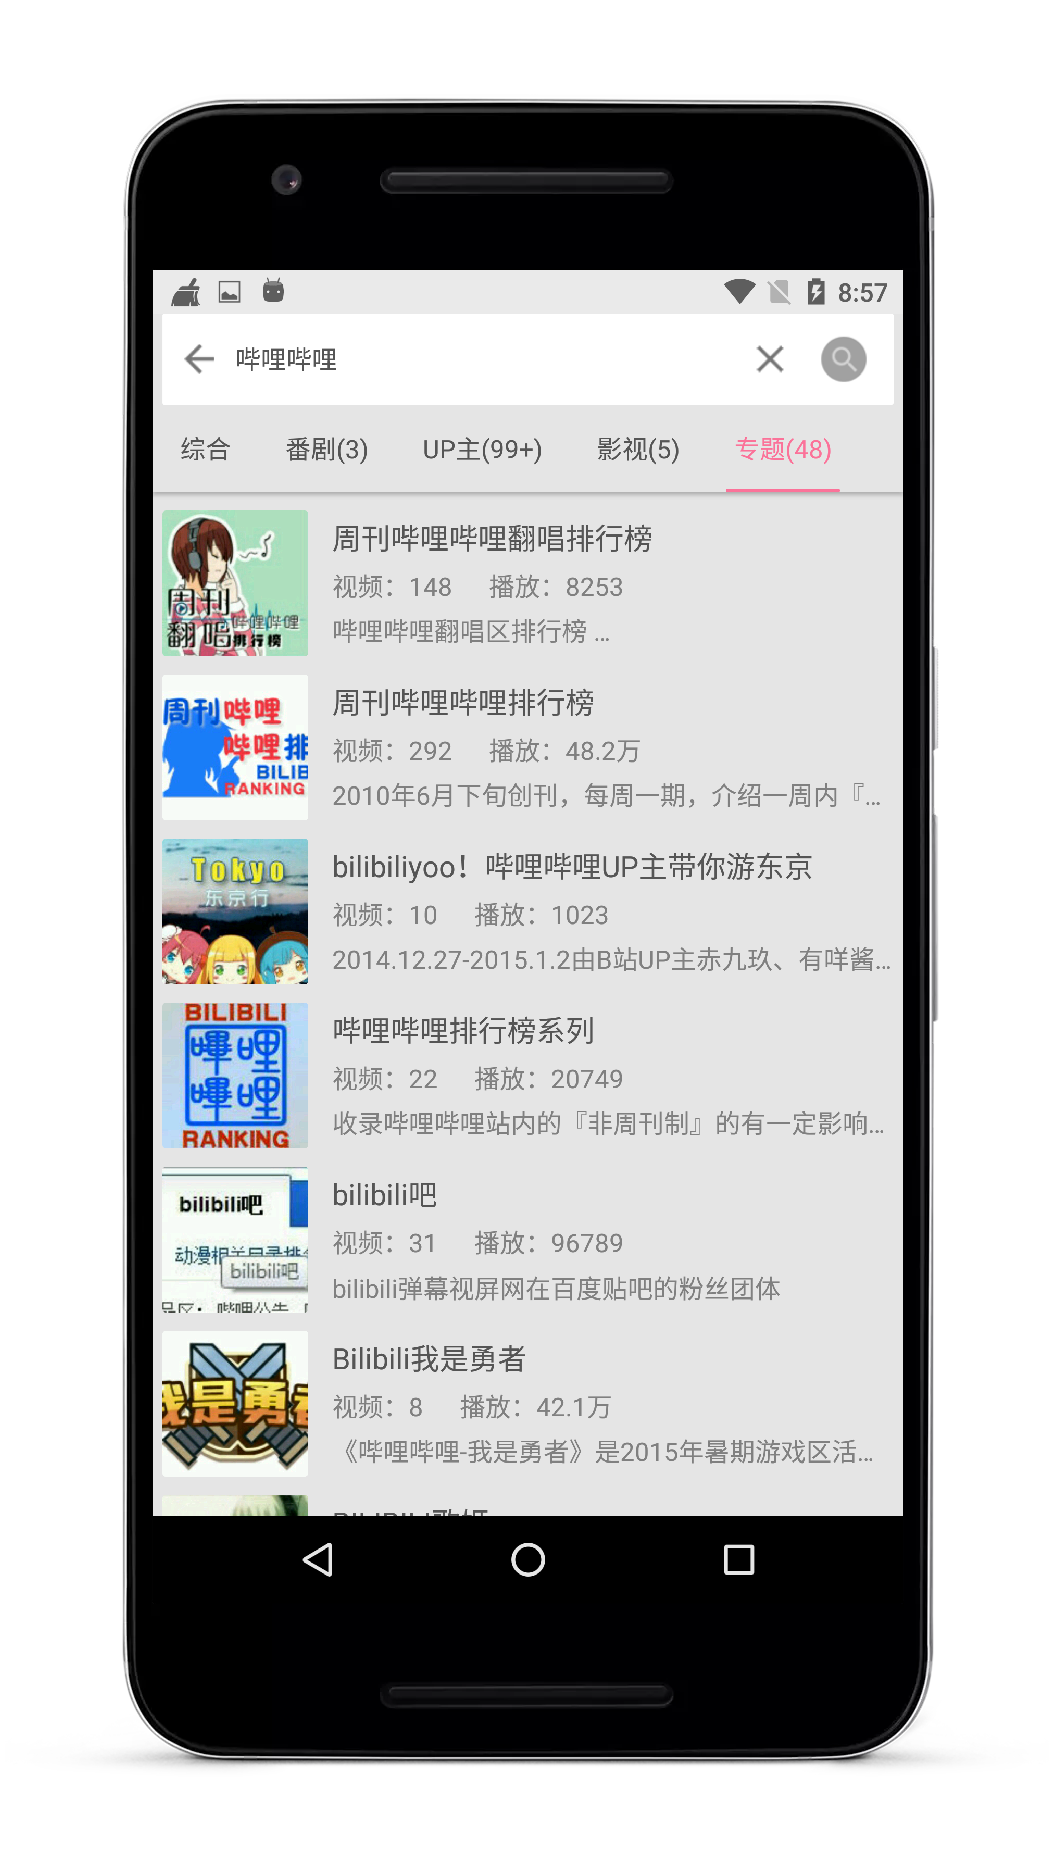 8:57
哔哩哔哩
综合 番剧(3) UP主(99+) 影视(5) 专题(48)
周刊
哔哩哔哩
翻唱排行榜
周刊哔哩哔哩翻唱排行榜
视频：148 播放：8253
哔哩哔哩翻唱区排行榜 ...
周刊哔哩
哔哩排
BILIB
RANKING
周刊哔哩哔哩排行榜
视频：292 播放：48.2万
2010年6月下旬创刊，每周一期，介绍一周内『...
Tokyo
东京行
bilibiliyoo！哔哩哔哩UP主带你游东京
视频：10 播放：1023
2014.12.27-2015.1.2由B站UP主赤九玖、有咩酱...
BILIBILI
嗶哩
嗶哩
RANKING
哔哩哔哩排行榜系列
视频：22 播放：20749
收录哔哩哔哩站内的『非周刊制』的有一定影响...
bilibili吧
动漫相关目录排
bilibili吧
bilibili吧
视频：31 播放：96789
bilibili弹幕视屏网在百度贴吧的粉丝团体
我是勇者
Bilibili我是勇者
视频：8 播放：42.1万
《哔哩哔哩-我是勇者》是2015年暑期游戏区活...